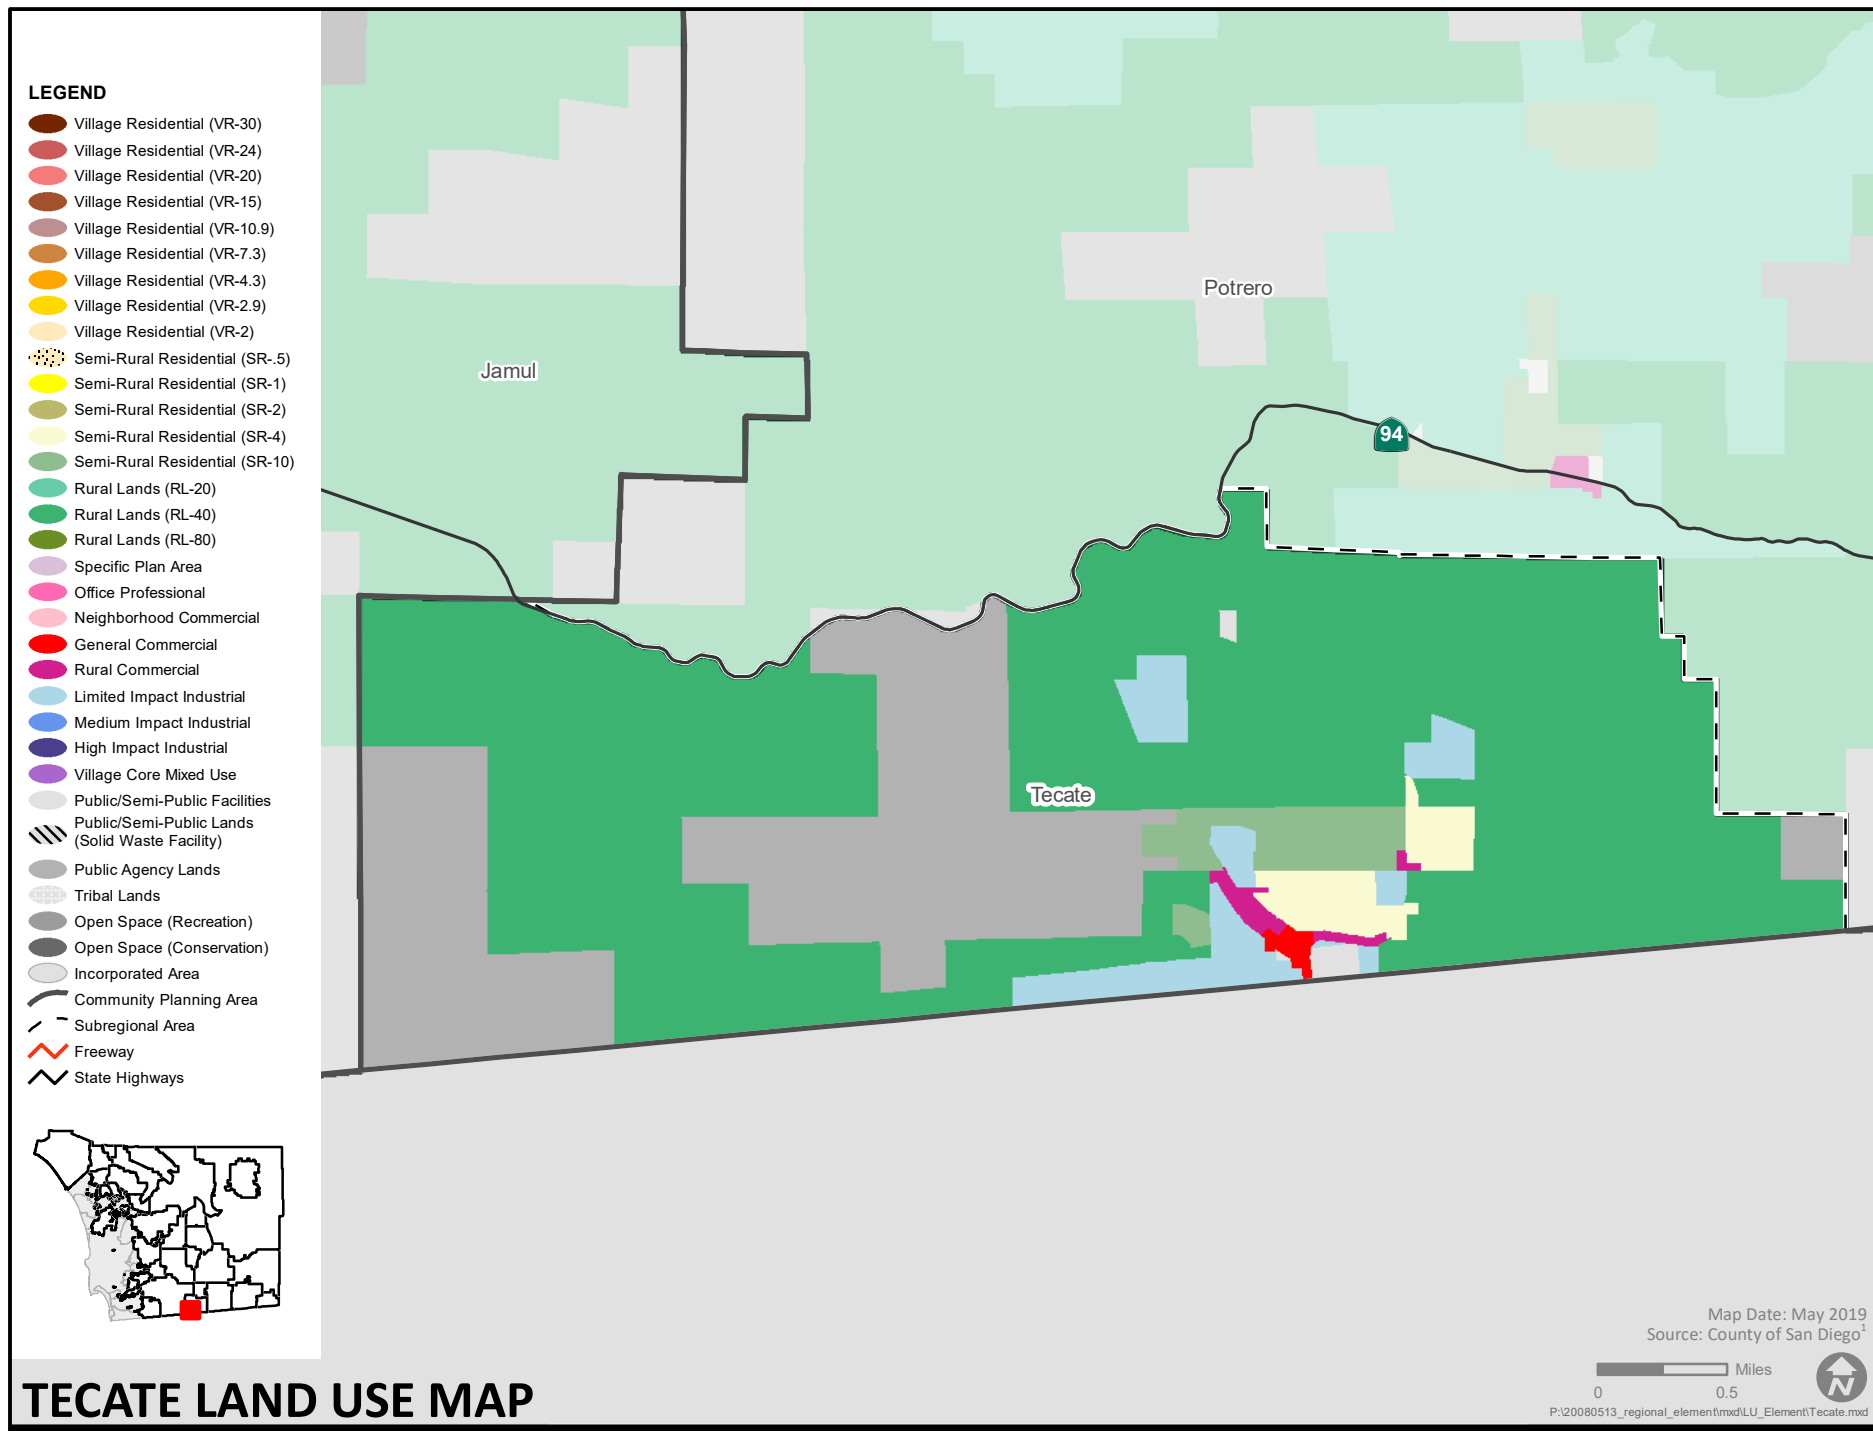 LEGEND
Village Residential (VR-30)
Village Residential (VR-24)
Village Residential (VR-20)
Village Residential (VR-15)
Village Residential (VR-10.9)
Village Residential (VR-7.3)
Village Residential (VR-4.3)
Village Residential (VR-2.9)
Village Residential (VR-2)
Semi-Rural Residential (SR-.5)
Semi-Rural Residential (SR-1)
Semi-Rural Residential (SR-2)
Semi-Rural Residential (SR-4)
Semi-Rural Residential (SR-10)
Rural Lands (RL-20)
Rural Lands (RL-40)
Rural Lands (RL-80)
Specific Plan Area
Office Professional
Neighborhood Commercial
General Commercial
Rural Commercial
Limited Impact Industrial
Medium Impact Industrial
High Impact Industrial
Village Core Mixed Use
Public/Semi-Public Facilities
Public/Semi-Public Lands
(Solid Waste Facility)
Public Agency Lands
Tribal Lands
Open Space (Recreation)
Open Space (Conservation)
Incorporated Area
Community Planning Area
Subregional Area
Freeway
State Highways
Potrero
Jamul
94
Tecate
Map Date: May 2019
Source: County of San Diego1
Miles
0 0.5
N
P:\20080513_regional_element\mxd\LU_Element\Tecate.mxd
TECATE LAND USE MAP